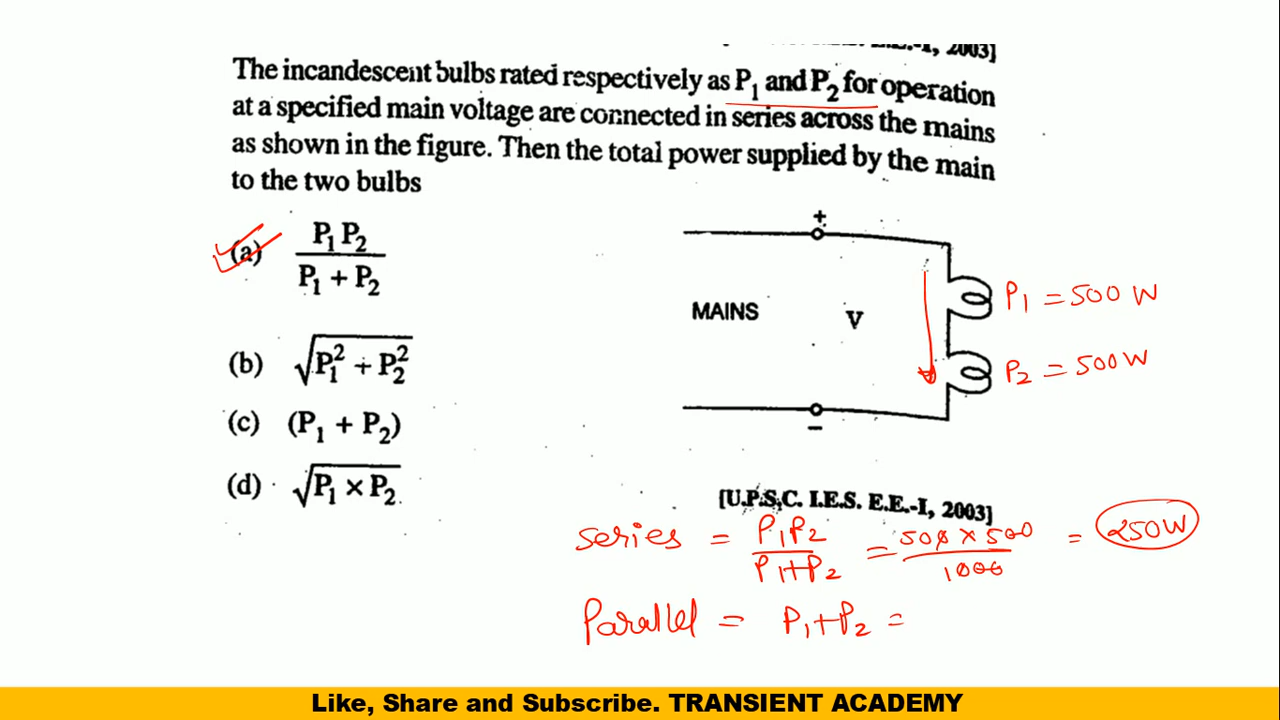 The incandescent bulbs rated respectively as P₁ and P₂ for operation
at a specified main voltage are connected in series across the mains
as shown in the figure. Then the total power supplied by the main
to the two bulbs
(a) P₁ P₂ / P₁ + P₂
(b) √P₁² + P₂²
(c) (P₁ + P₂)
(d) √P₁ × P₂
+
MAINS V
−
P₁ = 500 W
P₂ = 500 W
[U.P.S.C. I.E.S. E.E.-I, 2003]
series = P₁P₂ / P₁+P₂ = 500 × 500 / 1000 = 250W
Parallel = P₁+P₂ =
Like, Share and Subscribe. TRANSIENT ACADEMY